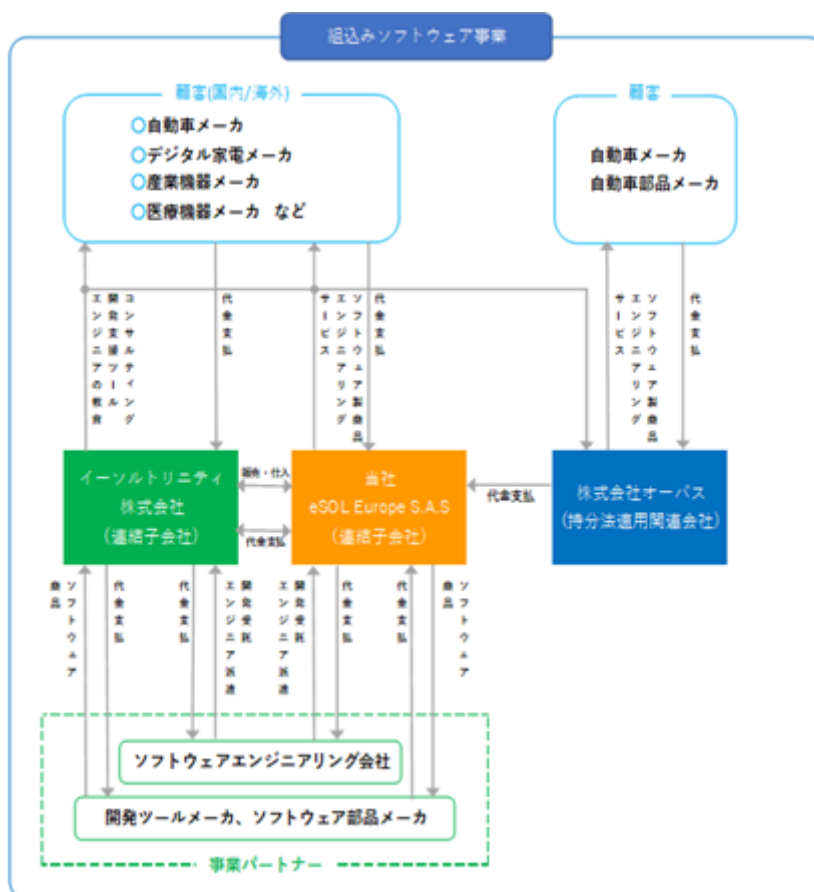 組込みソフトウェア事業
顧客(国内/海外)
○自動車メーカ
○デジタル家電メーカ
○産業機器メーカ
○医療機器メーカ など
顧客
自動車メーカ
自動車部品メーカ
コンサルティング
開発支援ツール
エンジニアの教育
代金支払
ソフトウェア製商品
エンジニアリング
サービス
代金支払
ソフトウェア製商品
エンジニアリング
サービス
代金支払
イーソルトリニティ
株式会社
(連結子会社)
販売・仕入
代金支払
当社
eSOL Europe S.A.S
(連結子会社)
代金支払
株式会社オーバス
(持分法適用関連会社)
ソフトウェア
商品
代金支払
代金支払
開発受託
エンジニア派遣
開発受託
エンジニア派遣
代金支払
代金支払
ソフトウェア
商品
ソフトウェアエンジニアリング会社
開発ツールメーカ、ソフトウェア部品メーカ
事業パートナー